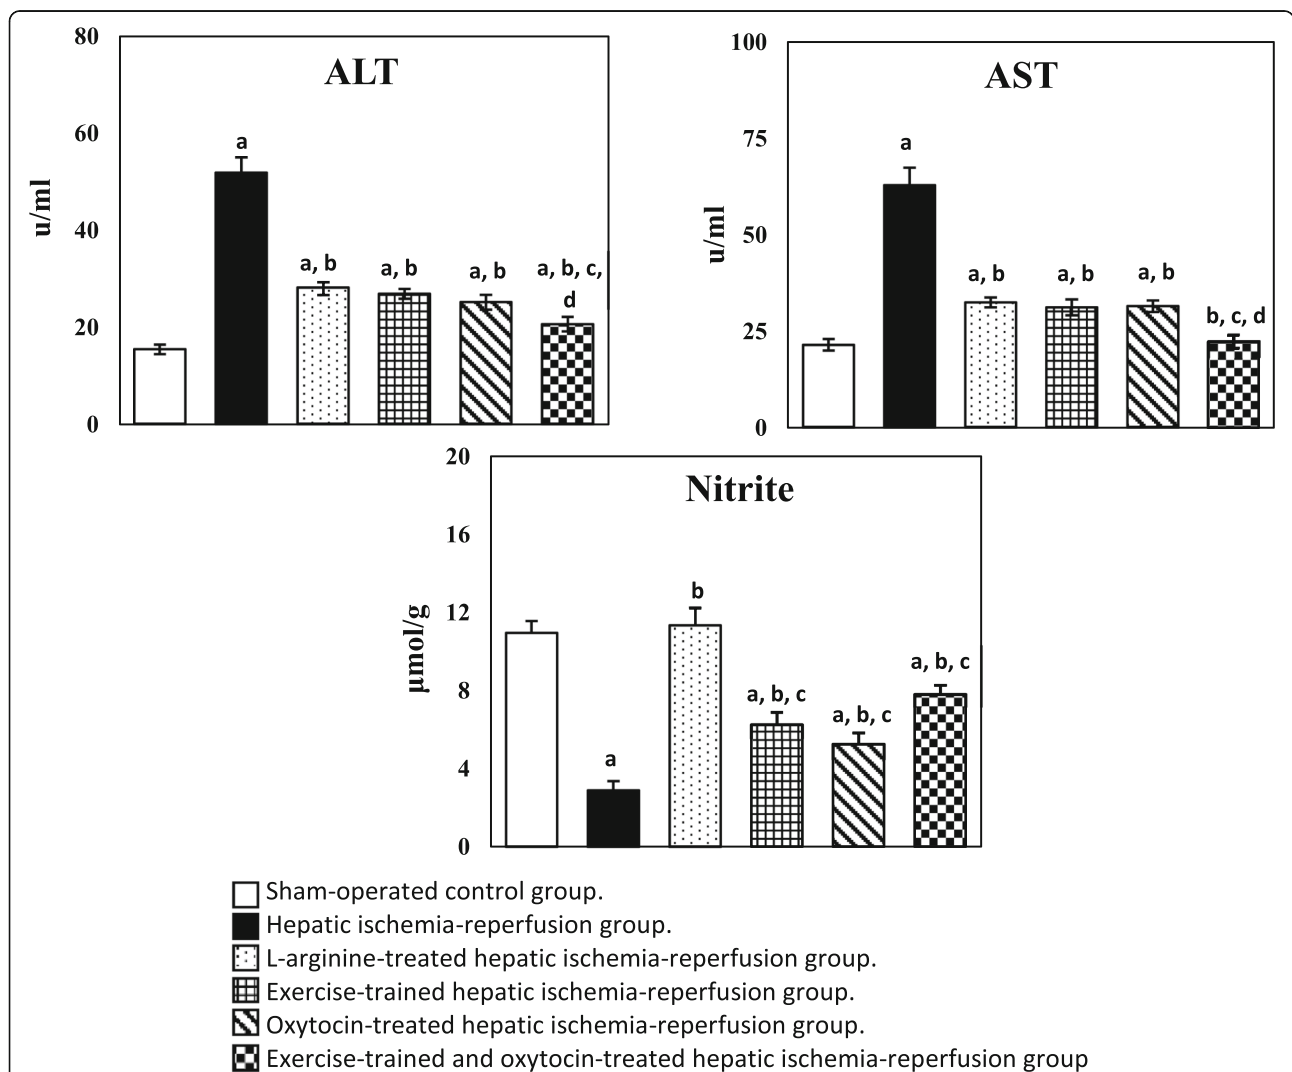 ALT
80
60
40
20
0
u/ml
a
a, b
a, b
a, b
a, b, c,
d
AST
100
75
50
25
0
u/ml
a
a, b
a, b
a, b
b, c, d
Nitrite
20
16
12
8
4
0
µmol/g
a
b
a, b, c
a, b, c
a, b, c
Sham-operated control group.
Hepatic ischemia-reperfusion group.
L-arginine-treated hepatic ischemia-reperfusion group.
Exercise-trained hepatic ischemia-reperfusion group.
Oxytocin-treated hepatic ischemia-reperfusion group.
Exercise-trained and oxytocin-treated hepatic ischemia-reperfusion group